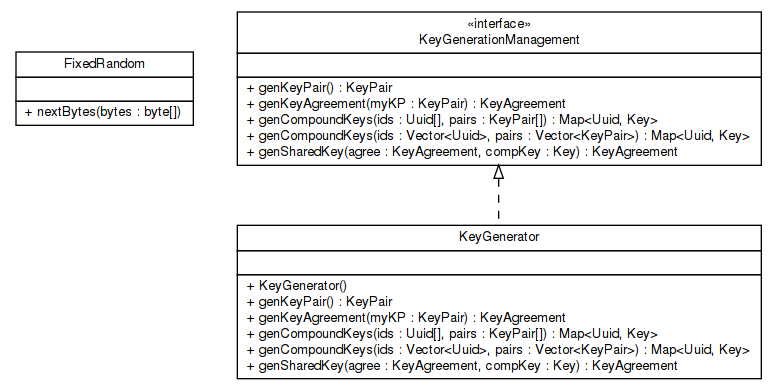 FixedRandom
+ nextBytes(bytes : byte[])
«interface»
KeyGenerationManagement
+ genKeyPair() : KeyPair
+ genKeyAgreement(myKP : KeyPair) : KeyAgreement
+ genCompoundKeys(ids : Uuid[], pairs : KeyPair[]) : Map<Uuid, Key>
+ genCompoundKeys(ids : Vector<Uuid>, pairs : Vector<KeyPair>) : Map<Uuid, Key>
+ genSharedKey(agree : KeyAgreement, compKey : Key) : KeyAgreement
KeyGenerator
+ KeyGenerator()
+ genKeyPair() : KeyPair
+ genKeyAgreement(myKP : KeyPair) : KeyAgreement
+ genCompoundKeys(ids : Uuid[], pairs : KeyPair[]) : Map<Uuid, Key>
+ genCompoundKeys(ids : Vector<Uuid>, pairs : Vector<KeyPair>) : Map<Uuid, Key>
+ genSharedKey(agree : KeyAgreement, compKey : Key) : KeyAgreement